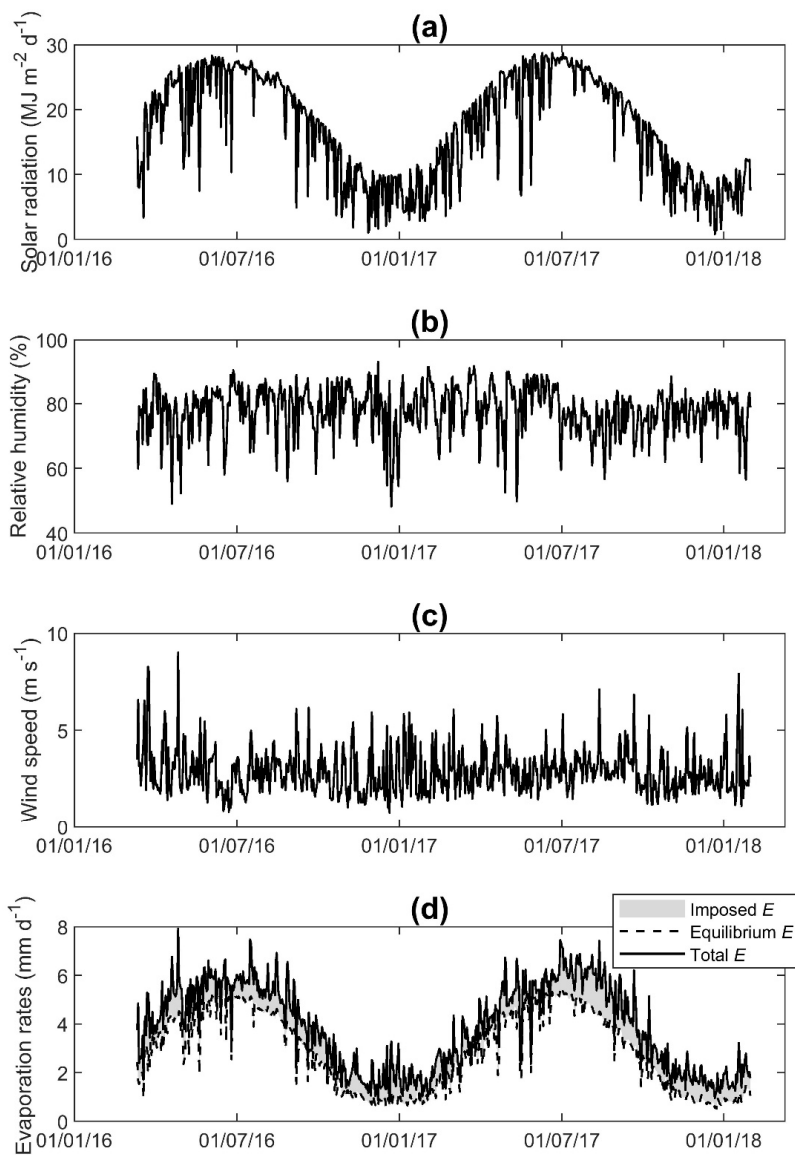 (a)
Solar radiation (MJ m⁻² d⁻¹)
30
20
10
0
01/01/16 01/07/16 01/01/17 01/07/17 01/01/18
(b)
Relative humidity (%)
100
80
60
40
01/01/16 01/07/16 01/01/17 01/07/17 01/01/18
(c)
Wind speed (m s⁻¹)
10
5
0
01/01/16 01/07/16 01/01/17 01/07/17 01/01/18
(d)
Evaporation rates (mm d⁻¹)
8
6
4
2
0
01/01/16 01/07/16 01/01/17 01/07/17 01/01/18
Imposed E
Equilibrium E
Total E